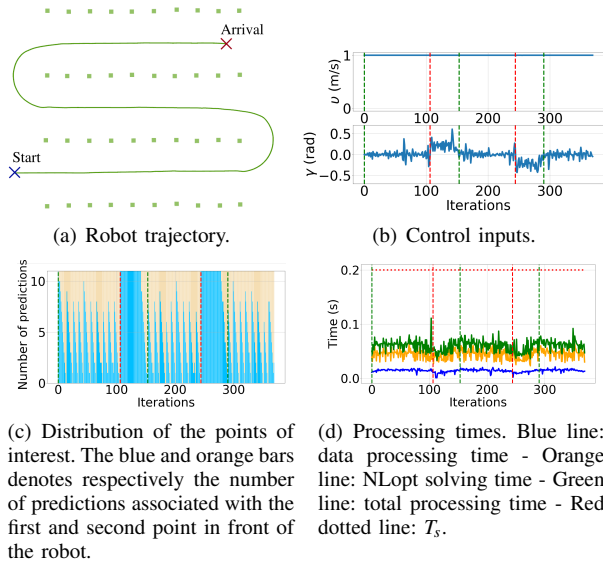 Arrival
Start
(a) Robot trajectory.
1
0
υ (m/s)
0 100 200 300
0.5
0.0
−0.5
γ (rad)
0 100 200 300
Iterations
(b) Control inputs.
10
5
0
Number of predictions
0 100 200 300
Iterations
0.2
0.1
0.0
Time (s)
0 100 200 300
Iterations
(c) Distribution of the points of
interest. The blue and orange bars
denotes respectively the number
of predictions associated with the
first and second point in front of
the robot.
(d) Processing times. Blue line:
data processing time - Orange
line: NLopt solving time - Green
line: total processing time - Red
dotted line: Tₛ.